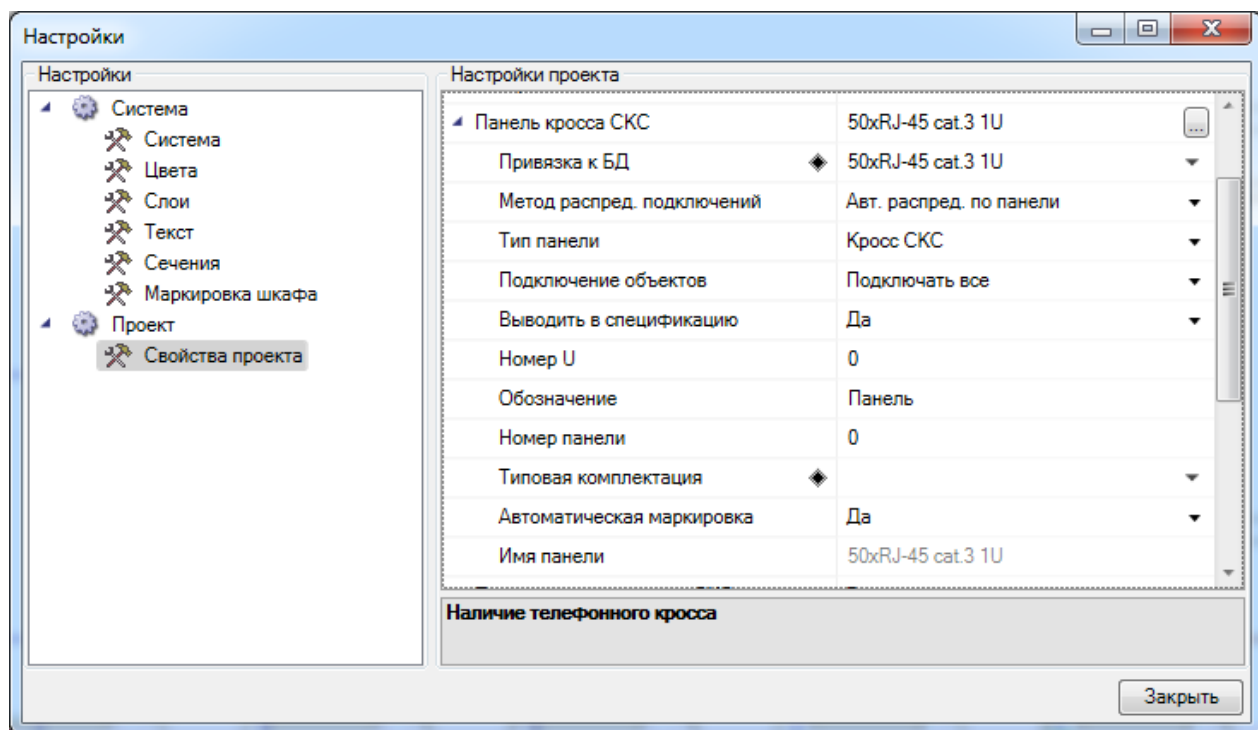 Настройки
Настройки
Система
Система
Цвета
Слои
Текст
Сечения
Маркировка шкафа
Проект
Свойства проекта
Настройки проекта
Панель кросса СКС 50xRJ-45 cat.3 1U ...
Привязка к БД 50xRJ-45 cat.3 1U
Метод распред. подключений Авт. распред. по панели
Тип панели Кросс СКС
Подключение объектов Подключать все
Выводить в спецификацию Да
Номер U 0
Обозначение Панель
Номер панели 0
Типовая комплектация
Автоматическая маркировка Да
Имя панели 50xRJ-45 cat.3 1U
Наличие телефонного кросса
Закрыть